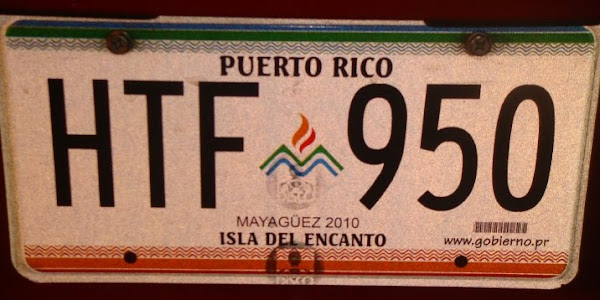 PUERTO RICO
HTF 950
MAYAGÜEZ 2010
ISLA DEL ENCANTO
www.gobierno.pr